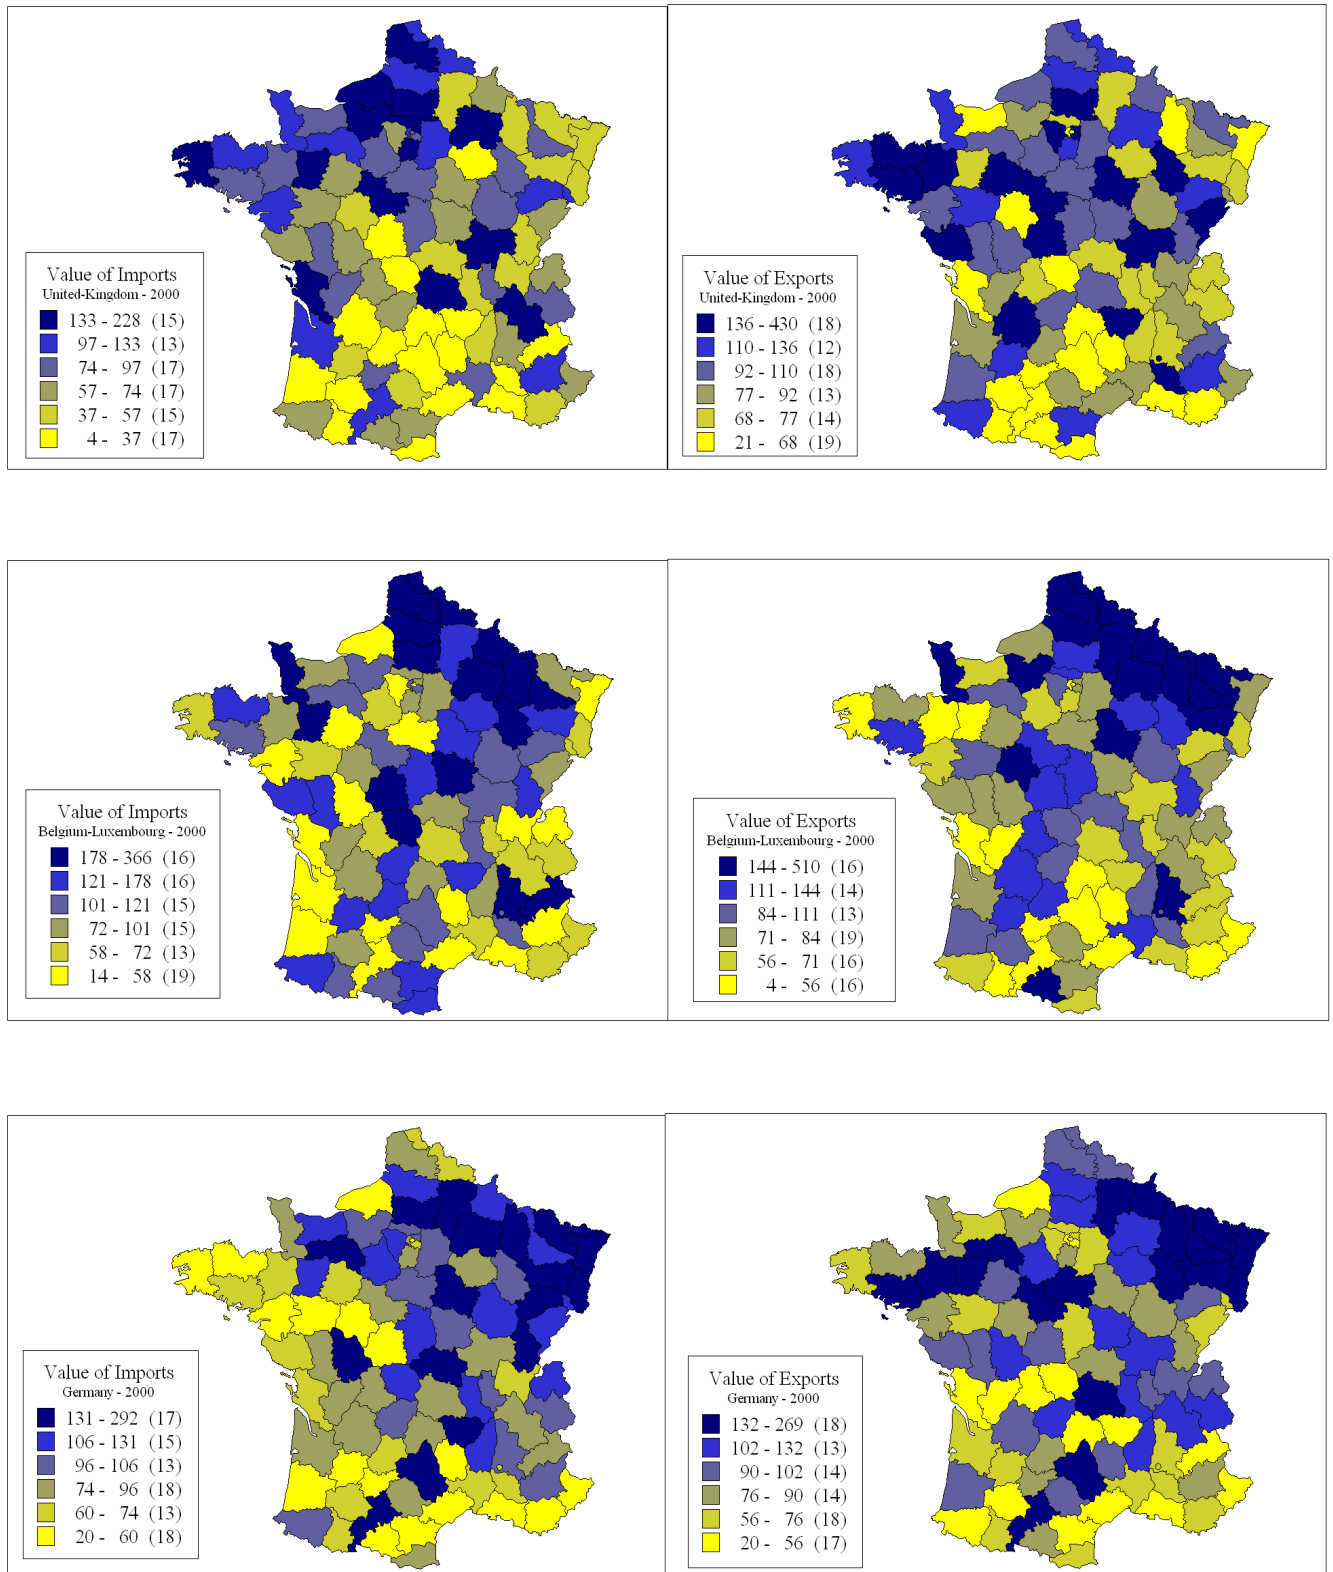 Value of Imports
United-Kingdom - 2000
133 - 228 (15)
97 - 133 (13)
74 - 97 (17)
57 - 74 (17)
37 - 57 (15)
4 - 37 (17)
Value of Exports
United-Kingdom - 2000
136 - 430 (18)
110 - 136 (12)
92 - 110 (18)
77 - 92 (13)
68 - 77 (14)
21 - 68 (19)
Value of Imports
Belgium-Luxembourg - 2000
178 - 366 (16)
121 - 178 (16)
101 - 121 (15)
72 - 101 (15)
58 - 72 (13)
14 - 58 (19)
Value of Exports
Belgium-Luxembourg - 2000
144 - 510 (16)
111 - 144 (14)
84 - 111 (13)
71 - 84 (19)
56 - 71 (16)
4 - 56 (16)
Value of Imports
Germany - 2000
131 - 292 (17)
106 - 131 (15)
96 - 106 (13)
74 - 96 (18)
60 - 74 (13)
20 - 60 (18)
Value of Exports
Germany - 2000
132 - 269 (18)
102 - 132 (13)
90 - 102 (14)
76 - 90 (14)
56 - 76 (18)
20 - 56 (17)